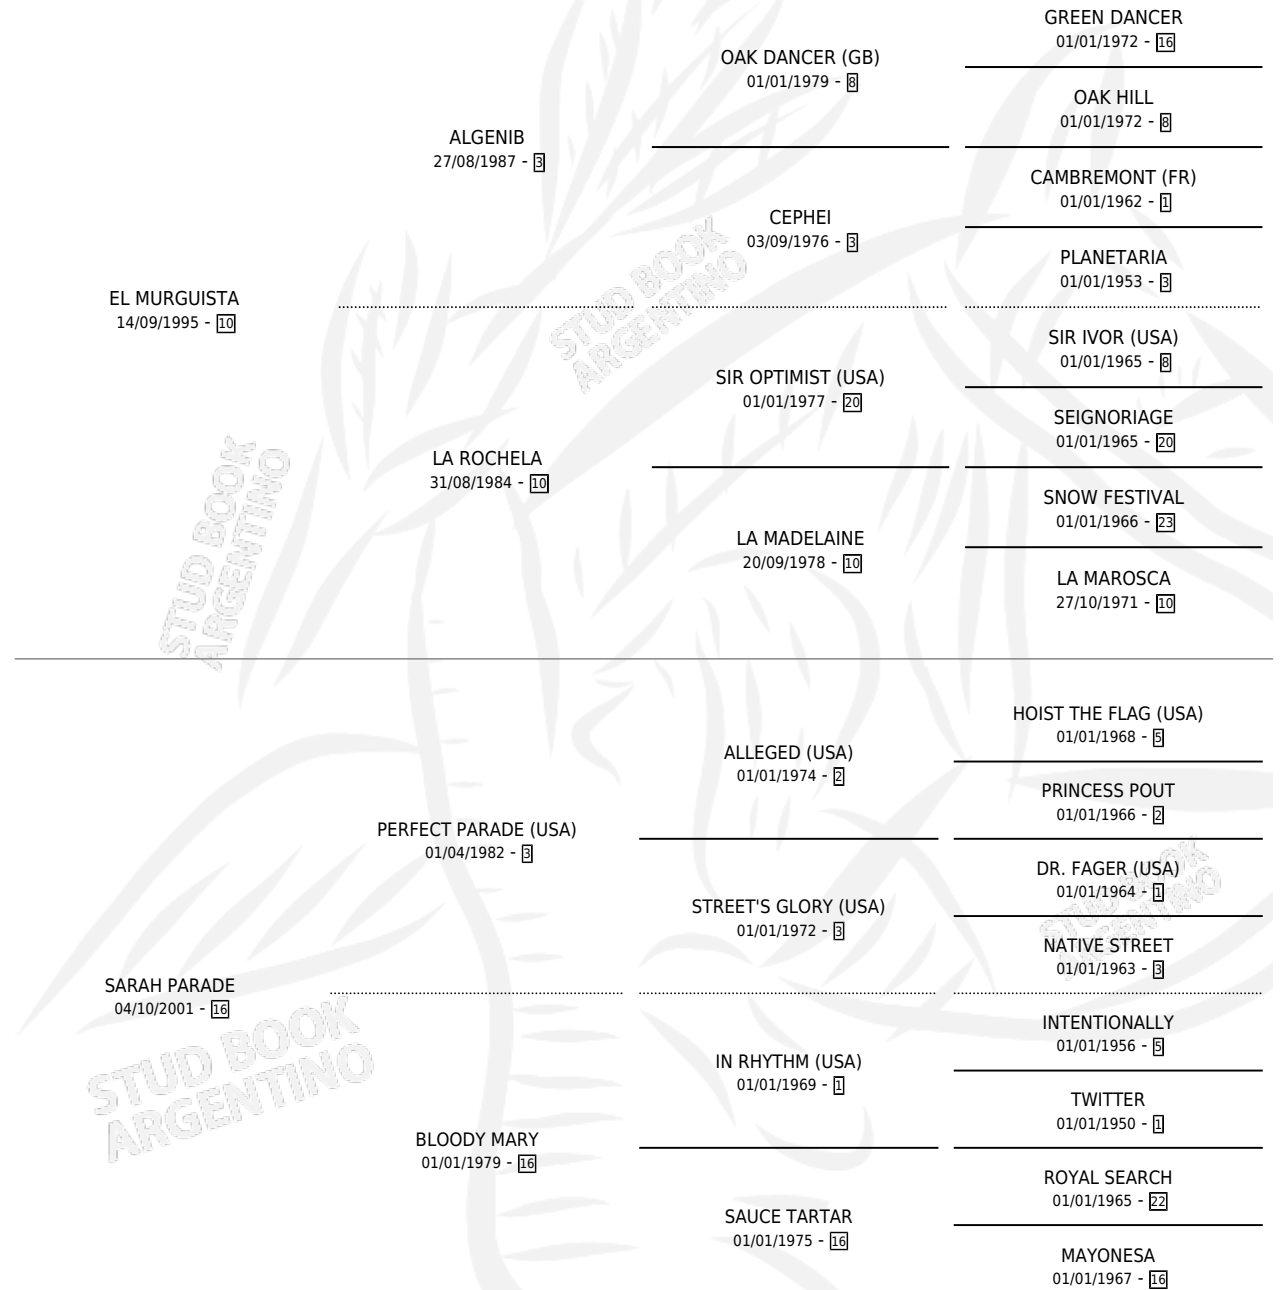 GREEN DANCER
01/01/1972 - 16
OAK DANCER (GB)
01/01/1979 - 8
OAK HILL
01/01/1972 - 8
ALGENIB
27/08/1987 - 3
CAMBREMONT (FR)
01/01/1962 - 1
CEPHEI
03/09/1976 - 3
PLANETARIA
01/01/1953 - 3
EL MURGUISTA
14/09/1995 - 10
SIR IVOR (USA)
01/01/1965 - 8
SIR OPTIMIST (USA)
01/01/1977 - 20
SEIGNORIAGE
01/01/1965 - 20
LA ROCHELA
31/08/1984 - 10
SNOW FESTIVAL
01/01/1966 - 23
LA MADELAINE
20/09/1978 - 10
LA MAROSCA
27/10/1971 - 10
HOIST THE FLAG (USA)
01/01/1968 - 5
ALLEGED (USA)
01/01/1974 - 2
PRINCESS POUT
01/01/1966 - 2
PERFECT PARADE (USA)
01/04/1982 - 3
DR. FAGER (USA)
01/01/1964 - 1
STREET'S GLORY (USA)
01/01/1972 - 3
NATIVE STREET
01/01/1963 - 3
SARAH PARADE
04/10/2001 - 16
INTENTIONALLY
01/01/1956 - 5
IN RHYTHM (USA)
01/01/1969 - 1
TWITTER
01/01/1950 - 1
BLOODY MARY
01/01/1979 - 16
ROYAL SEARCH
01/01/1965 - 22
SAUCE TARTAR
01/01/1975 - 16
MAYONESA
01/01/1967 - 16
STUD BOOK
ARGENTINO
STUD BOOK
ARGENTINO
STUD BOOK
ARGENTINO
STUD BOOK
ARGENTINO